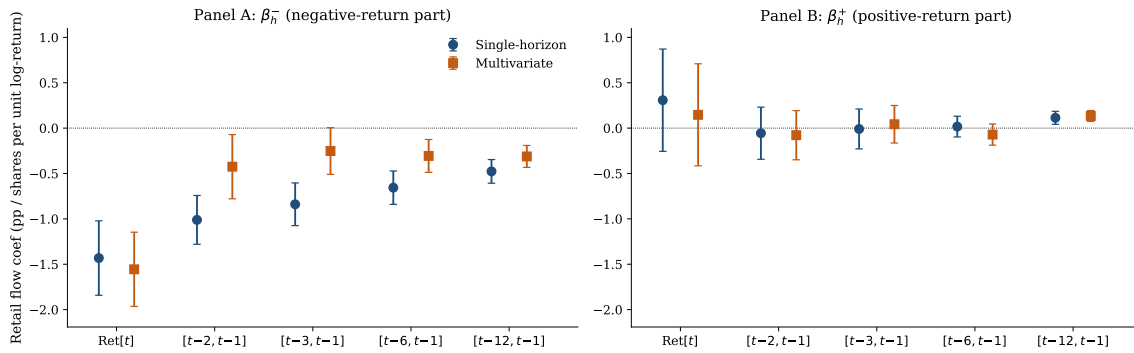 Panel A: β⁻ₕ (negative-return part)
Retail flow coef (pp / shares per unit log-return)
1.0
0.5
0.0
−0.5
−1.0
−1.5
−2.0
Single-horizon
Multivariate
Ret[t]
[t−2, t−1]
[t−3, t−1]
[t−6, t−1]
[t−12, t−1]
Panel B: β⁺ₕ (positive-return part)
1.0
0.5
0.0
−0.5
−1.0
−1.5
−2.0
Ret[t]
[t−2, t−1]
[t−3, t−1]
[t−6, t−1]
[t−12, t−1]